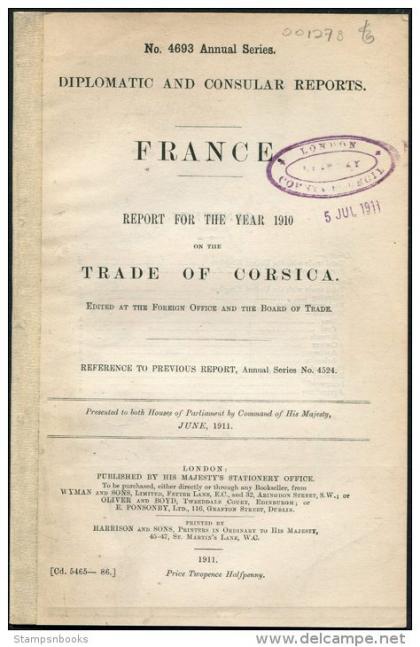 001278
No. 4693 Annual Series.
DIPLOMATIC AND CONSULAR REPORTS.
FRANCE
LONDON
5 JUL 1911
REPORT FOR THE YEAR 1910
ON THE
TRADE OF CORSICA.
EDITED AT THE FOREIGN OFFICE AND THE BOARD OF TRADE.
REFERENCE TO PREVIOUS REPORT, Annual Series No. 4524.
Presented to both Houses of Parliament by Command of His Majesty,
JUNE, 1911.
LONDON:
PUBLISHED BY HIS MAJESTY'S STATIONERY OFFICE.
To be purchased, either directly or through any Bookseller, from
WYMAN AND SONS, LIMITED, FETTER LANE, E.C., and 32, ABINGDON STREET, S.W.; or
OLIVER AND BOYD, TWEEDDALE COURT, EDINBURGH; or
E. PONSONBY, LTD., 116, GRAFTON STREET, DUBLIN.
PRINTED BY
HARRISON AND SONS, PRINTERS IN ORDINARY TO HIS MAJESTY,
45-47, ST. MARTIN'S LANE, W.C.
1911.
[Cd. 5465—86.]
Price Twopence Halfpenny.
Stampsnbooks
delcampe.net